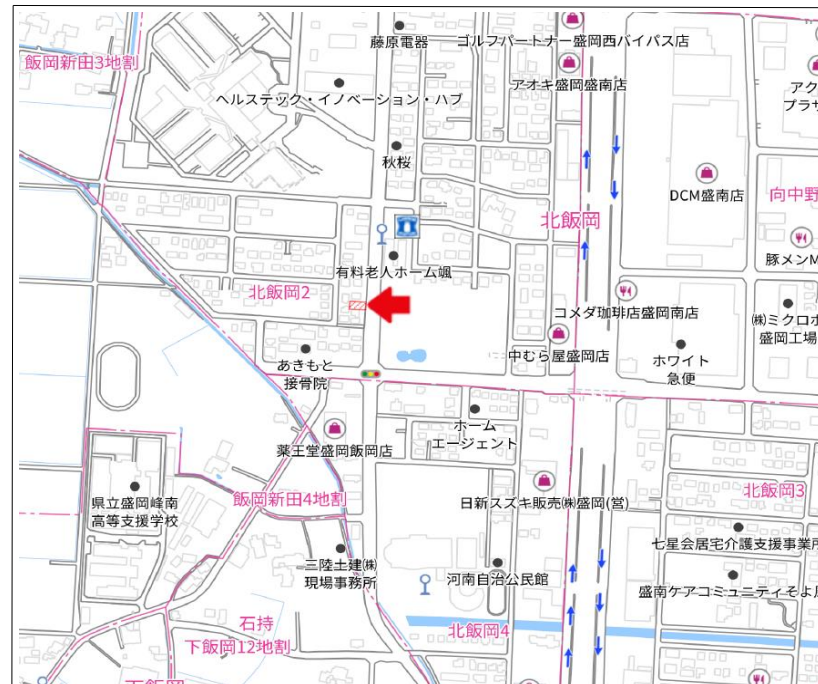 藤原電器
ゴルフパートナー盛岡西バイパス店
飯岡新田3地割
アオキ盛岡盛南店
ヘルステック・イノベーション・ハブ
アク
プラザ
秋桜
DCM盛南店
向中野
北飯岡
豚メンM
有料老人ホーム颯
北飯岡2
コメダ珈琲店盛岡南店
㈱ミクロボ
盛岡工場
中むら屋盛岡店
ホワイト
急便
あきもと
接骨院
ホーム
エージェント
薬王堂盛岡飯岡店
県立盛岡峰南
高等支援学校
飯岡新田4地割
日新スズキ販売㈱盛岡(営)
北飯岡3
七星会居宅介護支援事業所
三陸土建㈱
現場事務所
河南自治公民館
盛南ケアコミュニティそよ
石持
下飯岡12地割
北飯岡4